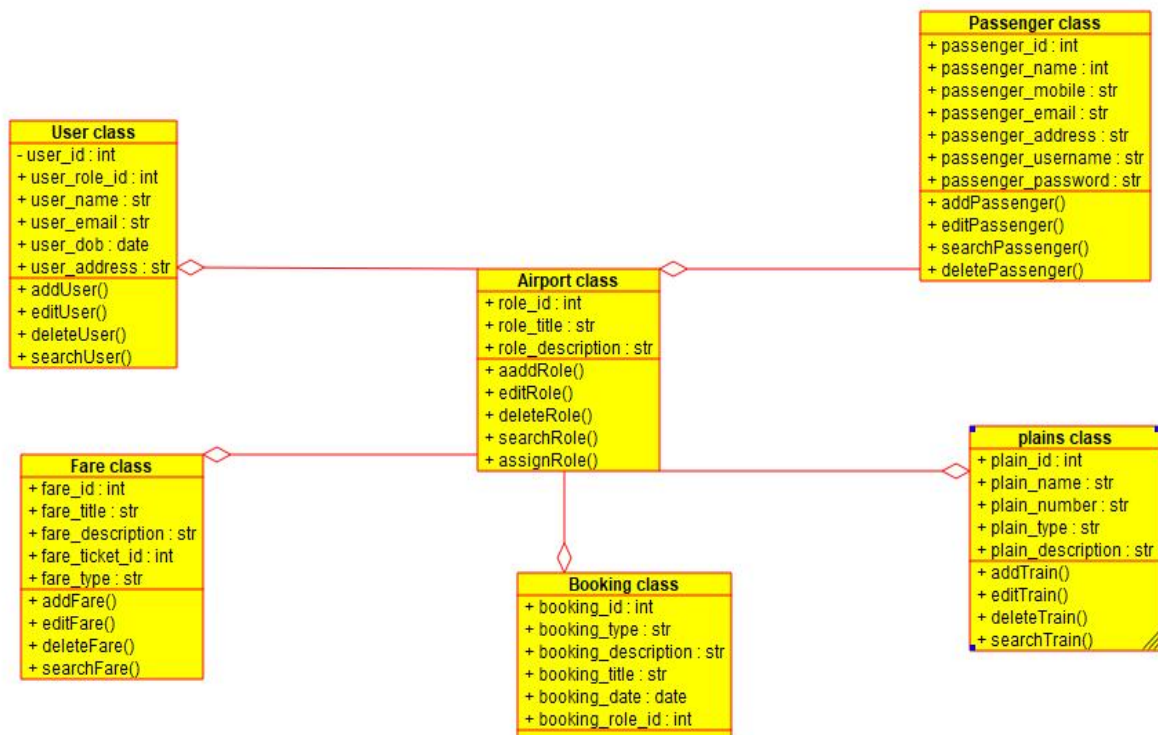 Passenger class
+ passenger_id : int
+ passenger_name : int
+ passenger_mobile : str
+ passenger_email : str
+ passenger_address : str
+ passenger_username : str
+ passenger_password : str
+ addPassenger()
+ editPassenger()
+ searchPassenger()
+ deletePassenger()
User class
- user_id : int
+ user_role_id : int
+ user_name : str
+ user_email : str
+ user_dob : date
+ user_address : str
+ addUser()
+ editUser()
+ deleteUser()
+ searchUser()
Airport class
+ role_id : int
+ role_title : str
+ role_description : str
+ aaddRole()
+ editRole()
+ deleteRole()
+ searchRole()
+ assignRole()
Fare class
+ fare_id : int
+ fare_title : str
+ fare_description : str
+ fare_ticket_id : int
+ fare_type : str
+ addFare()
+ editFare()
+ deleteFare()
+ searchFare()
plains class
+ plain_id : int
+ plain_name : str
+ plain_number : str
+ plain_type : str
+ plain_description : str
+ addTrain()
+ editTrain()
+ deleteTrain()
+ searchTrain()
Booking class
+ booking_id : int
+ booking_type : str
+ booking_description : str
+ booking_title : str
+ booking_date : date
+ booking_role_id : int